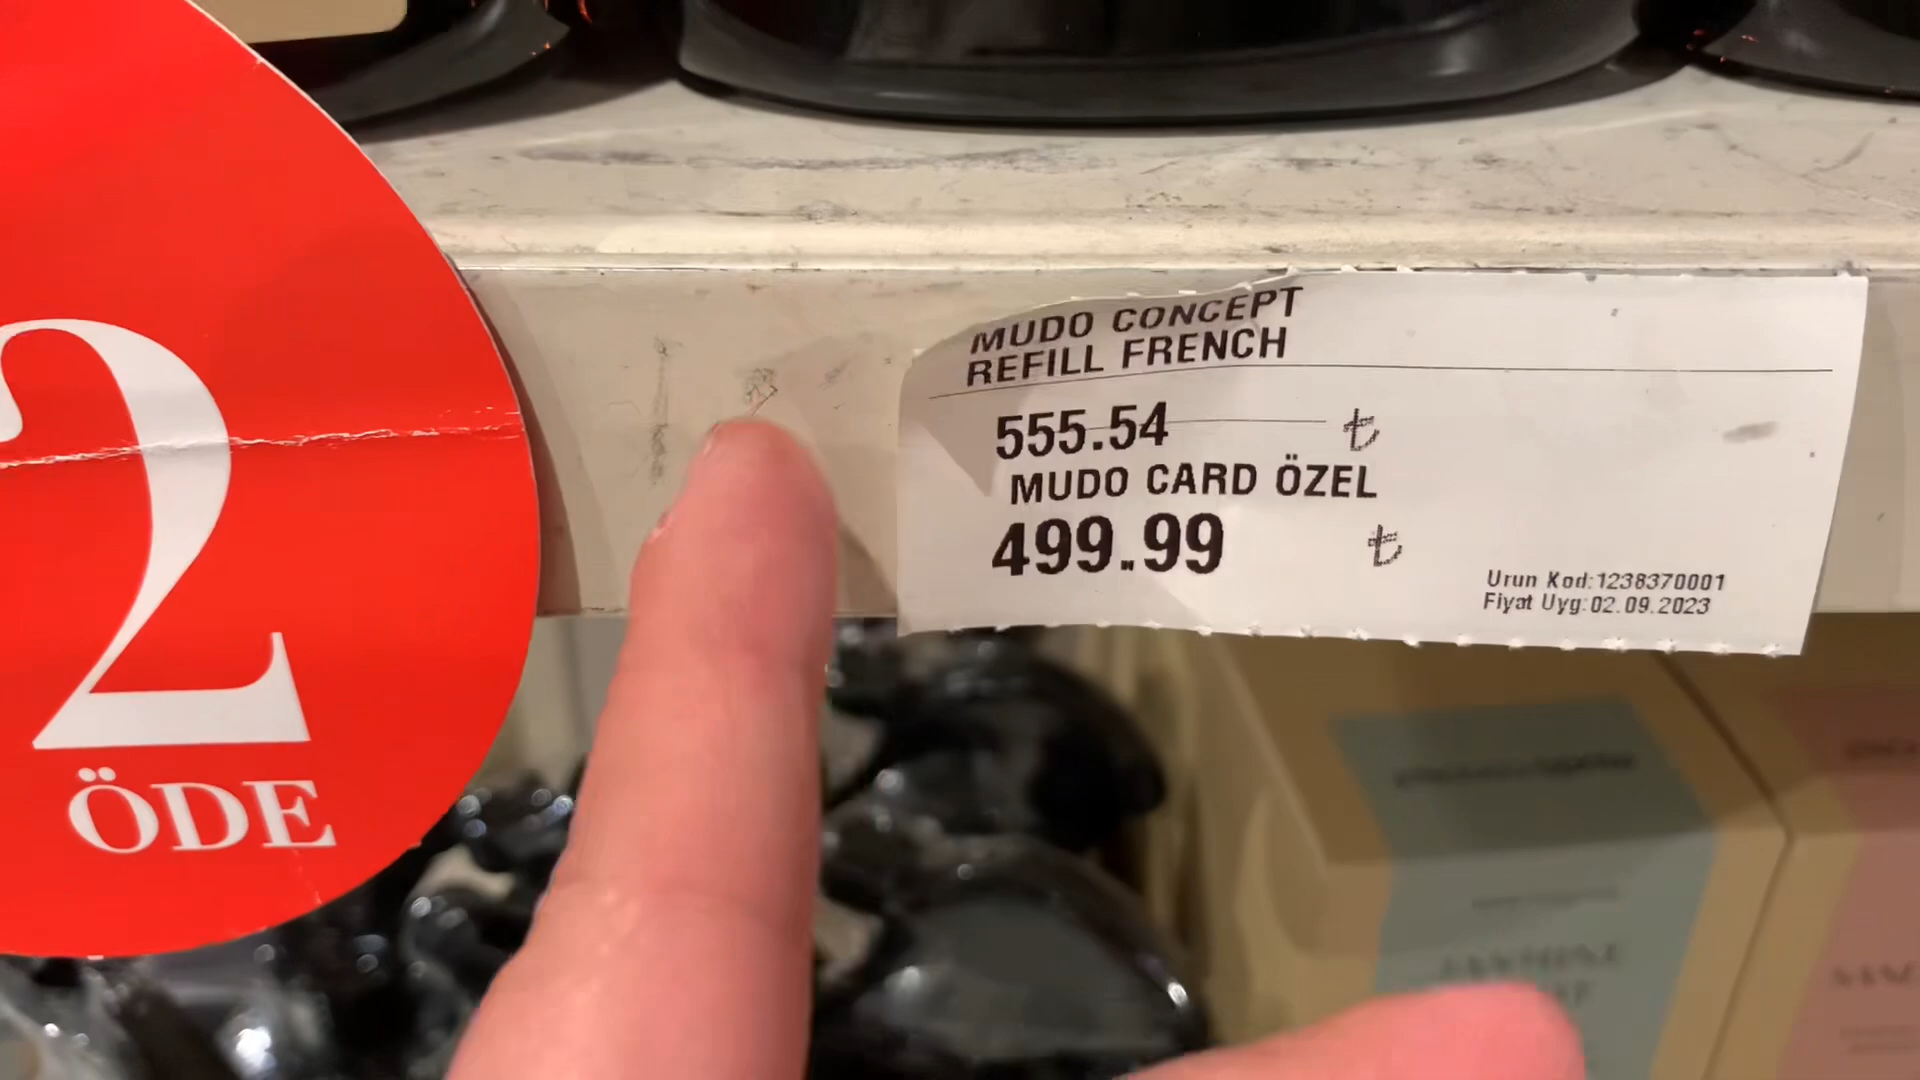 2
ÖDE
MUDO CONCEPT
REFILL FRENCH
555.54 ₺
MUDO CARD ÖZEL
499.99 ₺
Urun Kod:1238370001
Fiyat Uyg:02.09.2023